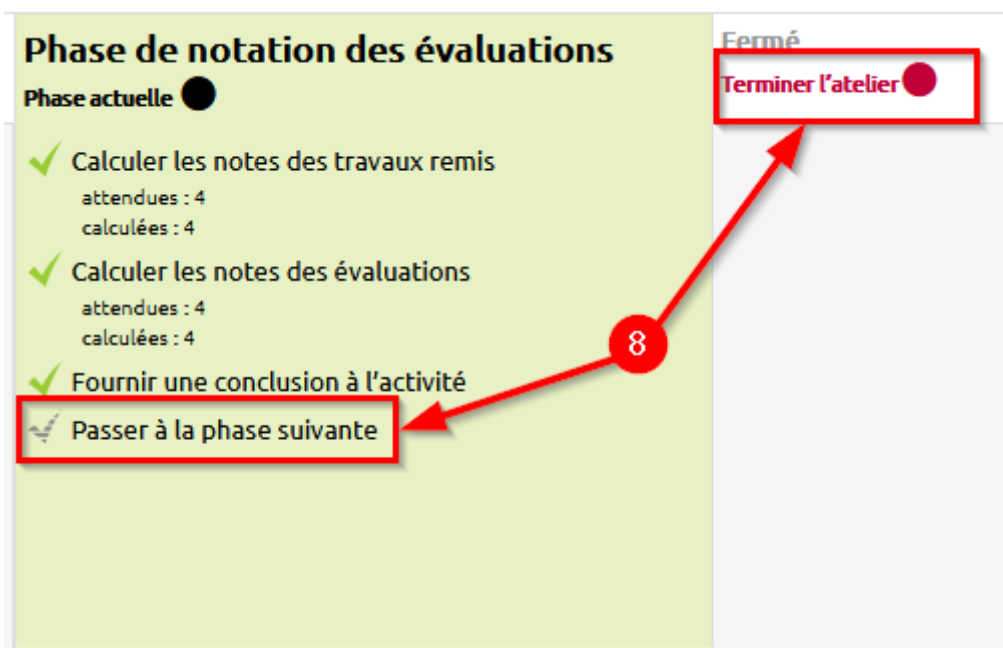 Phase de notation des évaluations
Phase actuelle
Calculer les notes des travaux remis
attendues : 4
calculées : 4
Calculer les notes des évaluations
attendues : 4
calculées : 4
Fournir une conclusion à l’activité
Passer à la phase suivante
Fermé
Terminer l’atelier
8